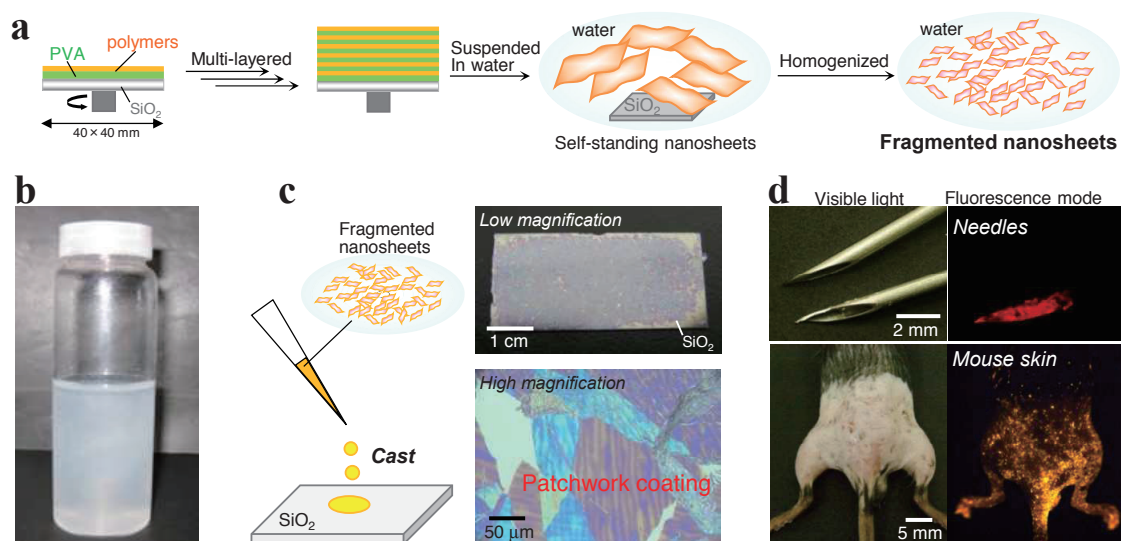 a
PVA
polymers
SiO2
40 × 40 mm
Multi-layered
Suspended
In water
water
SiO2
Self-standing nanosheets
Homogenized
water
Fragmented nanosheets
b
c
Fragmented
nanosheets
Cast
SiO2
Low magnification
1 cm
SiO2
High magnification
Patchwork coating
50 µm
d
Visible light
Fluorescence mode
Needles
2 mm
Mouse skin
5 mm